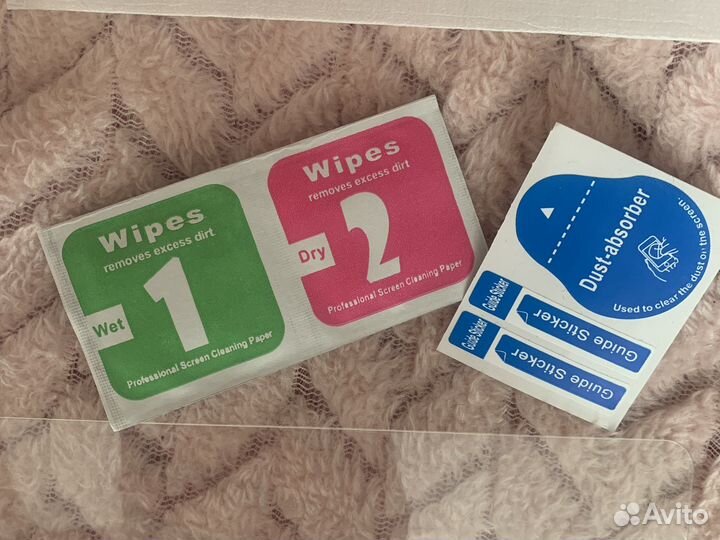 Wipes
removes excess dirt
1
Wet
Professional Screen Cleaning Paper
Wipes
removes excess dirt
2
Dry
Professional Screen Cleaning Paper
Dust-absorber
Used to clear the dust on the screen.
Guide Sticker
Guide Sticker
Guide Sticker
Guide Sticker
Avito